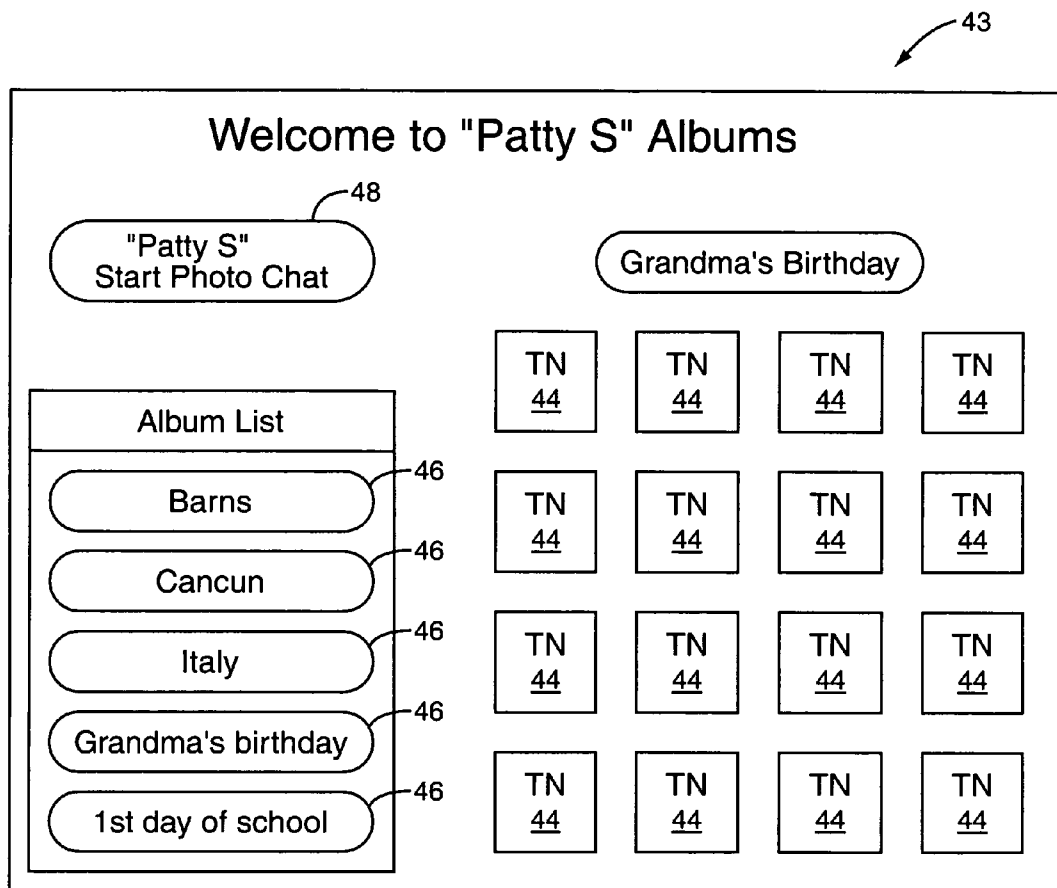 43
Welcome to "Patty S" Albums
48
"Patty S"
Start Photo Chat
Grandma's Birthday
Album List
Barns
46
Cancun
46
Italy
46
Grandma's birthday
46
1st day of school
46
TN TN TN TN
44 44 44 44
TN TN TN TN
44 44 44 44
TN TN TN TN
44 44 44 44
TN TN TN TN
44 44 44 44